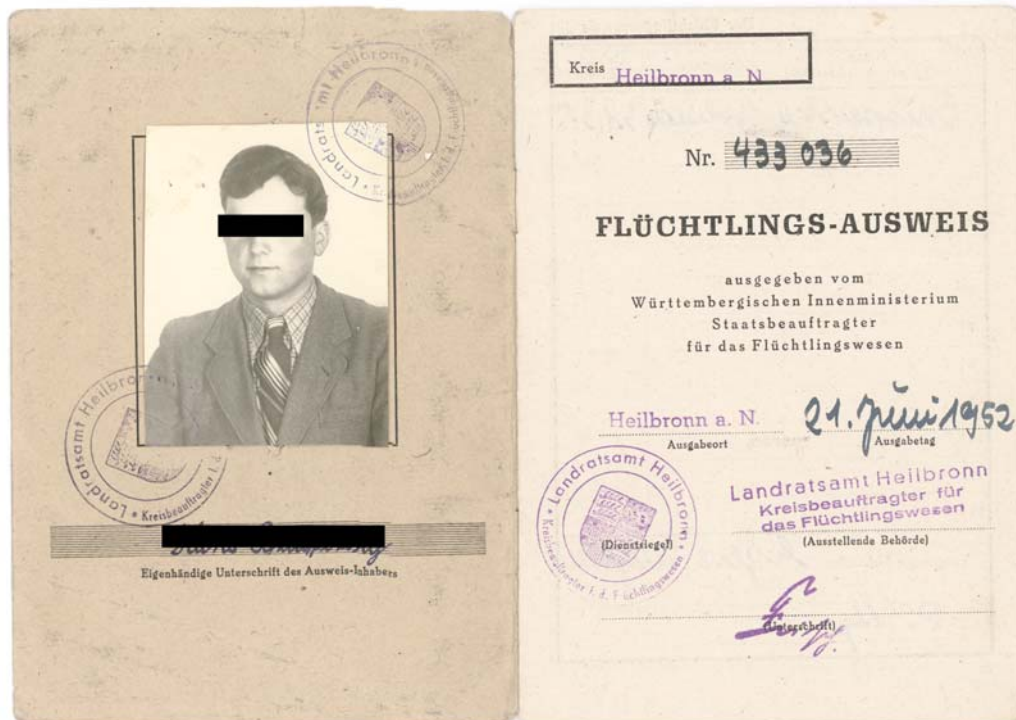 Landratsamt Heilbronn
Landratsamt Heilbronn
Kreisbeauftragter f. d.
Eigenhändige Unterschrift des Ausweis-Inhabers
Kreis Heilbronn a. N.
Nr. 433 036
FLÜCHTLINGS-AUSWEIS
ausgegeben vom
Württembergischen Innenministerium
Staatsbeauftragter
für das Flüchtlingswesen
Heilbronn a. N. 21. Juni 1952
Ausgabeort Ausgabetag
Landratsamt Heilbronn
Kreisbeauftragter f. d. Flüchtlingswesen
(Dienstsiegel)
Landratsamt Heilbronn
Kreisbeauftragter für
das Flüchtlingswesen
(Ausstellende Behörde)
(Unterschrift)